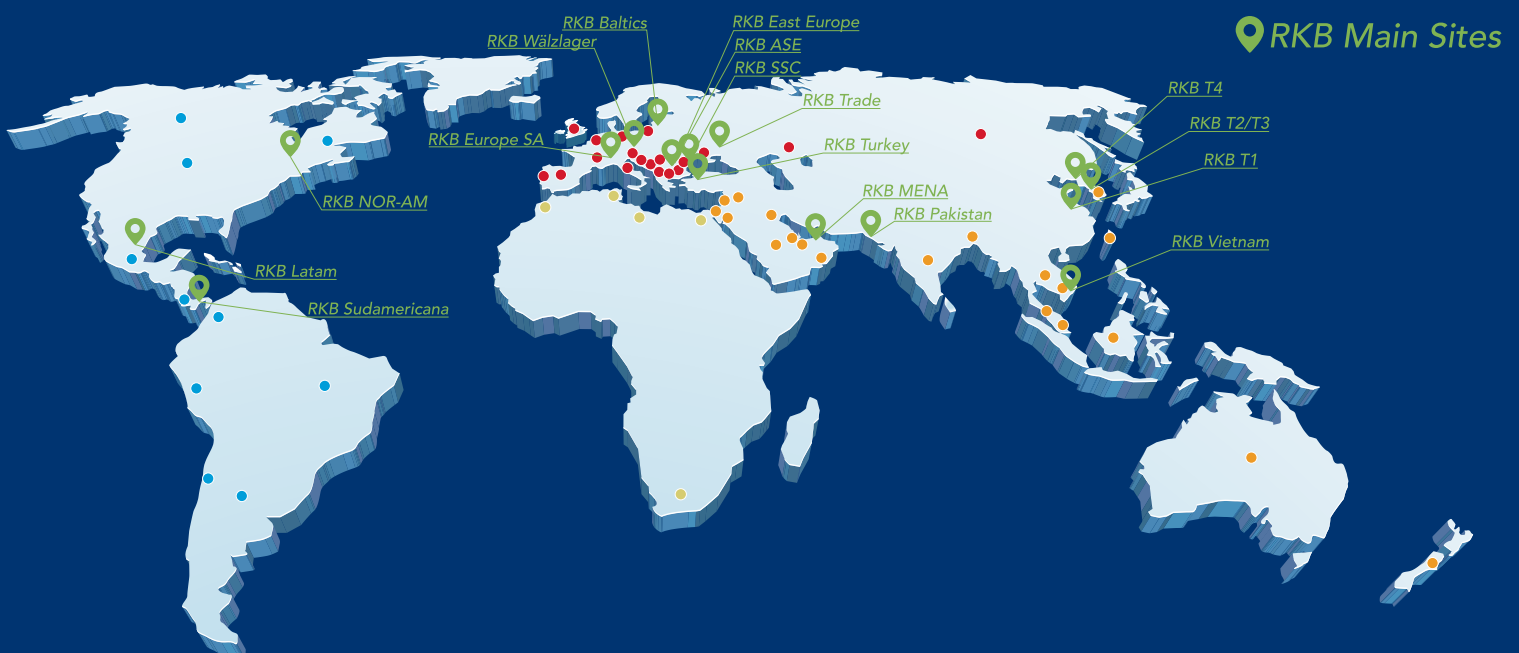 RKB Main Sites
RKB Baltics
RKB Wälzlager
RKB East Europe
RKB ASE
RKB SSC
RKB Trade
RKB Europe SA
RKB Turkey
RKB T4
RKB T2/T3
RKB T1
RKB NOR-AM
RKB MENA
RKB Pakistan
RKB Vietnam
RKB Latam
RKB Sudamericana